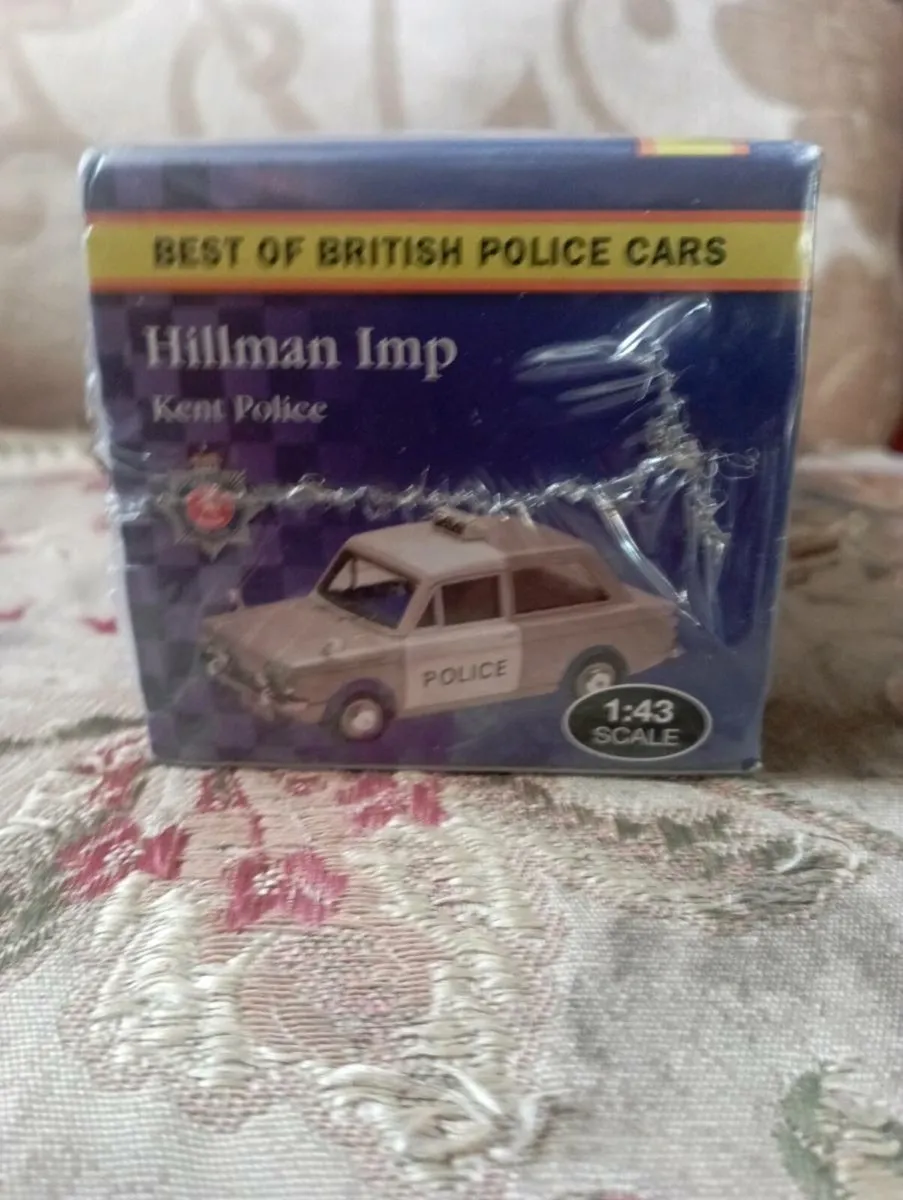 BEST OF BRITISH POLICE CARS
Hillman Imp
Kent Police
POLICE
1:43
SCALE